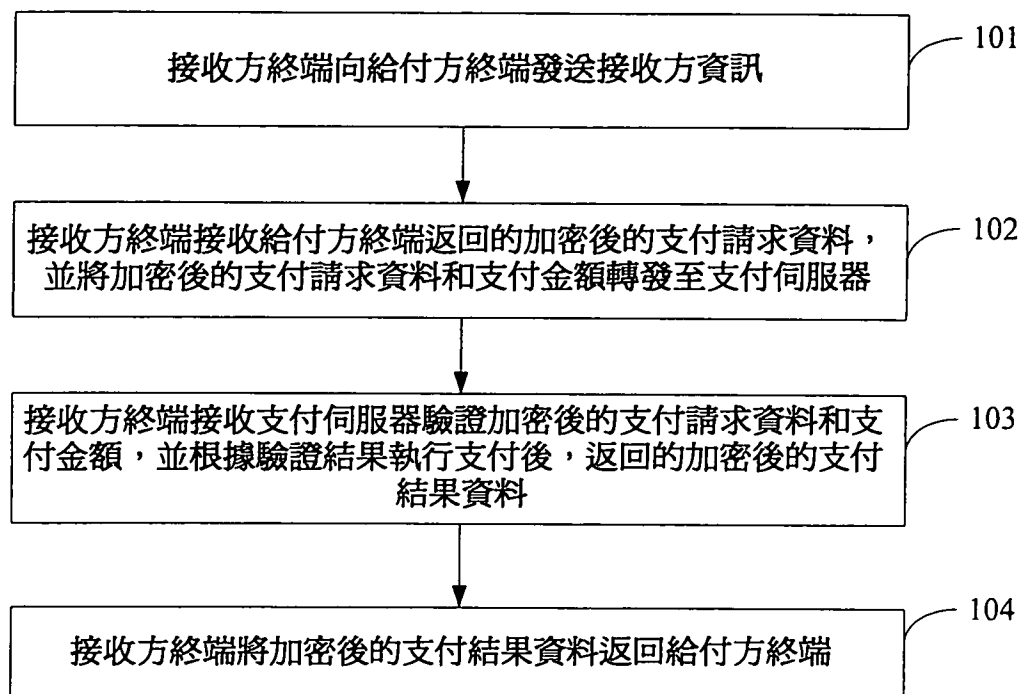 接收方終端向給付方終端發送接收方資訊
101
接收方終端接收給付方終端返回的加密後的支付請求資料，
並將加密後的支付請求資料和支付金額轉發至支付伺服器
102
接收方終端接收支付伺服器驗證加密後的支付請求資料和支
付金額，並根據驗證結果執行支付後，返回的加密後的支付
結果資料
103
接收方終端將加密後的支付結果資料返回給付方終端
104